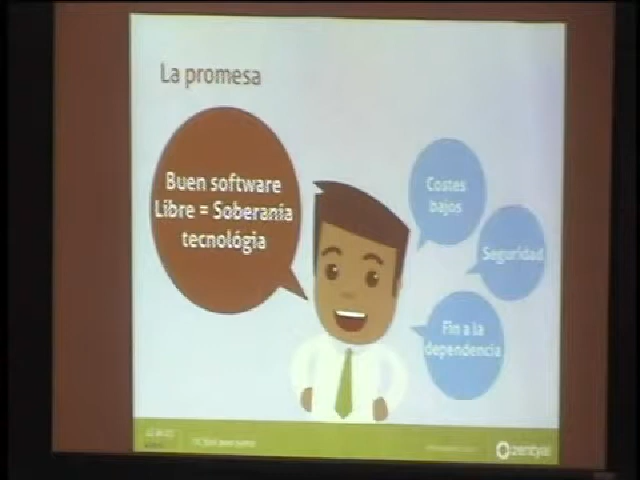 La promesa
Buen software
Libre = Soberanía
tecnológia
Costes
bajos
Seguridad
Fin a la
dependencia
zentyal